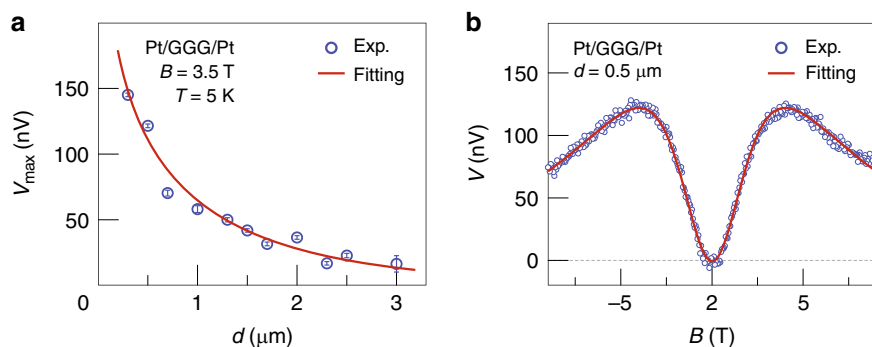 a
Pt/GGG/Pt
B = 3.5 T
T = 5 K
Exp.
Fitting
150
100
50
0
1
2
3
Vmax (nV)
d (μm)
b
Pt/GGG/Pt
d = 0.5 μm
Exp.
Fitting
150
100
50
0
–5
2
5
V (nV)
B (T)